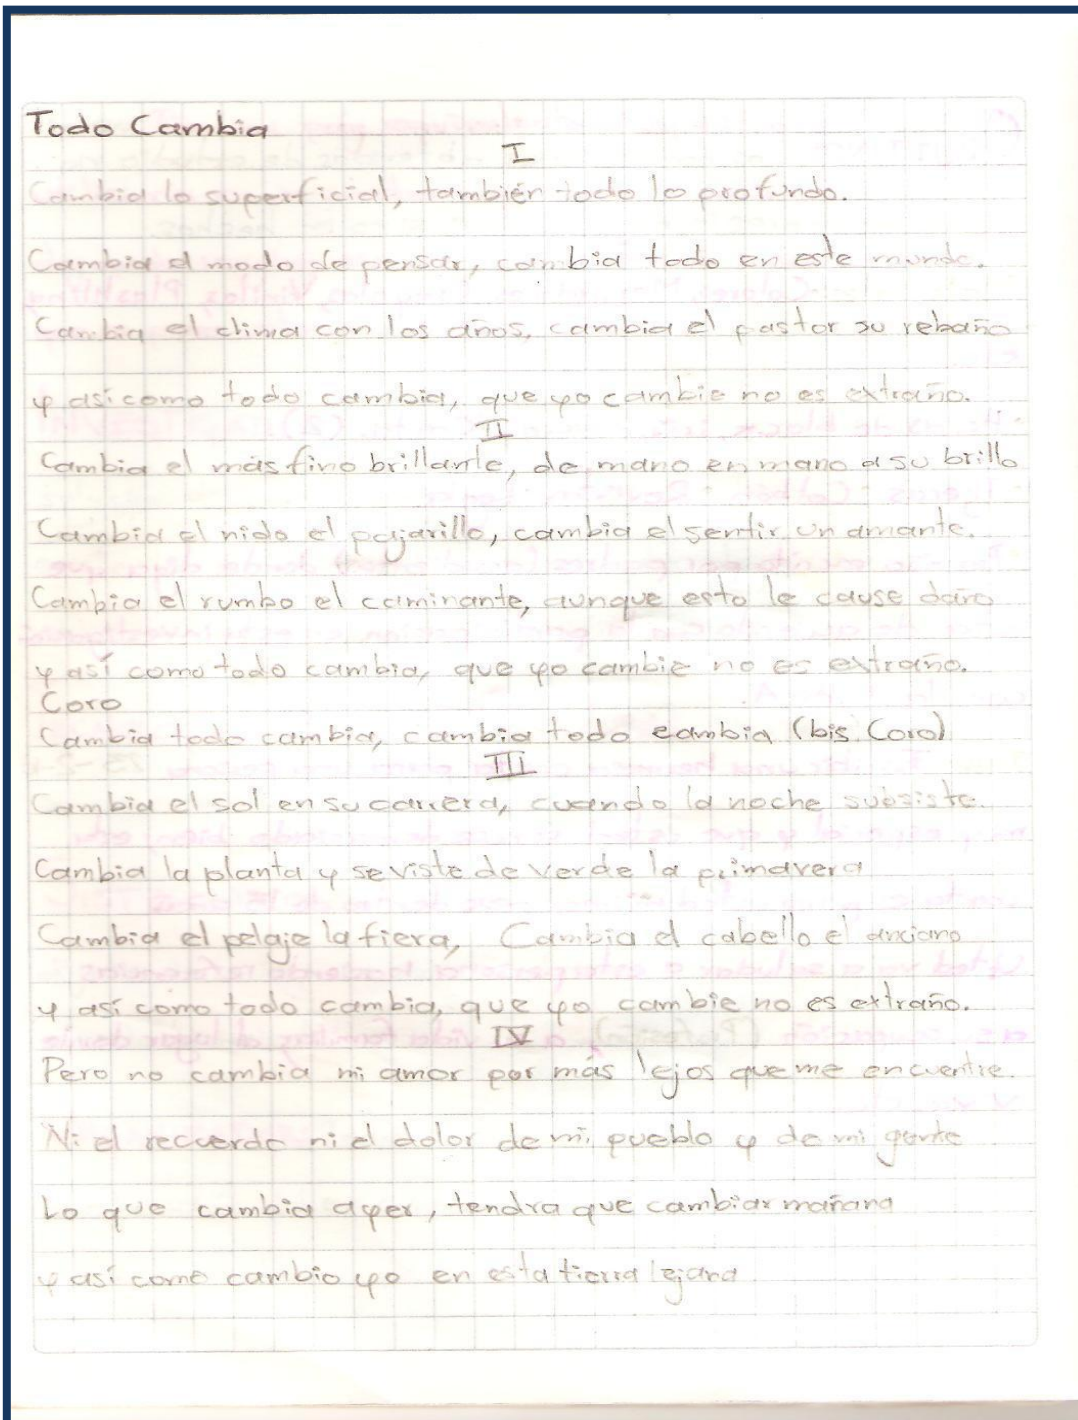 Todo Cambia
I
Cambia lo superficial, también todo lo profundo.
Cambia el modo de pensar, cambia todo en este mundo.
Cambia el clima con los años, cambia el pastor su rebaño
y así como todo cambia, que yo cambie no es extraño.
II
Cambia el más fino brillante, de mano en mano a su brillo
Cambia el nido el pajarillo, cambia el sentir un amante.
Cambia el rumbo el caminante, aunque esto le cause daño
y así como todo cambia, que yo cambie no es extraño.
Coro
Cambia todo cambia, cambia todo cambia (bis Coro)
III
Cambia el sol en su carrera, cuando la noche subsiste.
Cambia la planta y se viste de verde la primavera
Cambia el pelaje la fiera, Cambia el cabello el anciano
y así como todo cambia, que yo cambie no es extraño.
IV
Pero no cambia mi amor por más lejos que me encuentre.
Ni el recuerdo ni el dolor de mi pueblo y de mi gente
Lo que cambia ayer, tendra que cambiar mañana
y así como cambio yo en esta tierra lejana